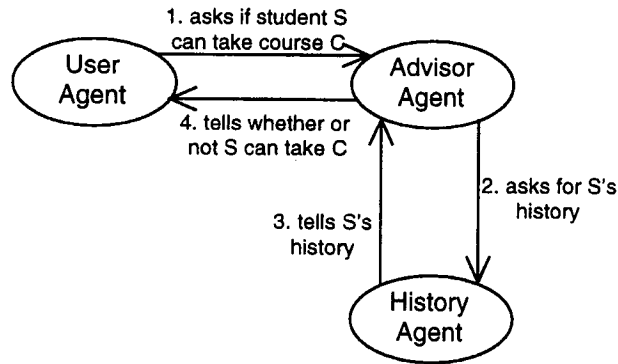 1. asks if student S
can take course C
User
Agent
Advisor
Agent
4. tells whether or
not S can take C
2. asks for S's
history
3. tells S's
history
History
Agent